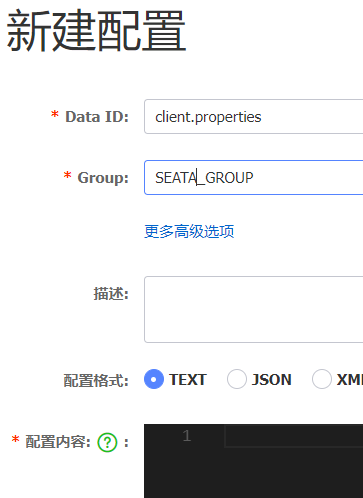 新建配置
* Data ID: client.properties
* Group: SEATA_GROUP
更多高级选项
描述:
配置格式: TEXT JSON XM
* 配置内容: ? :
1